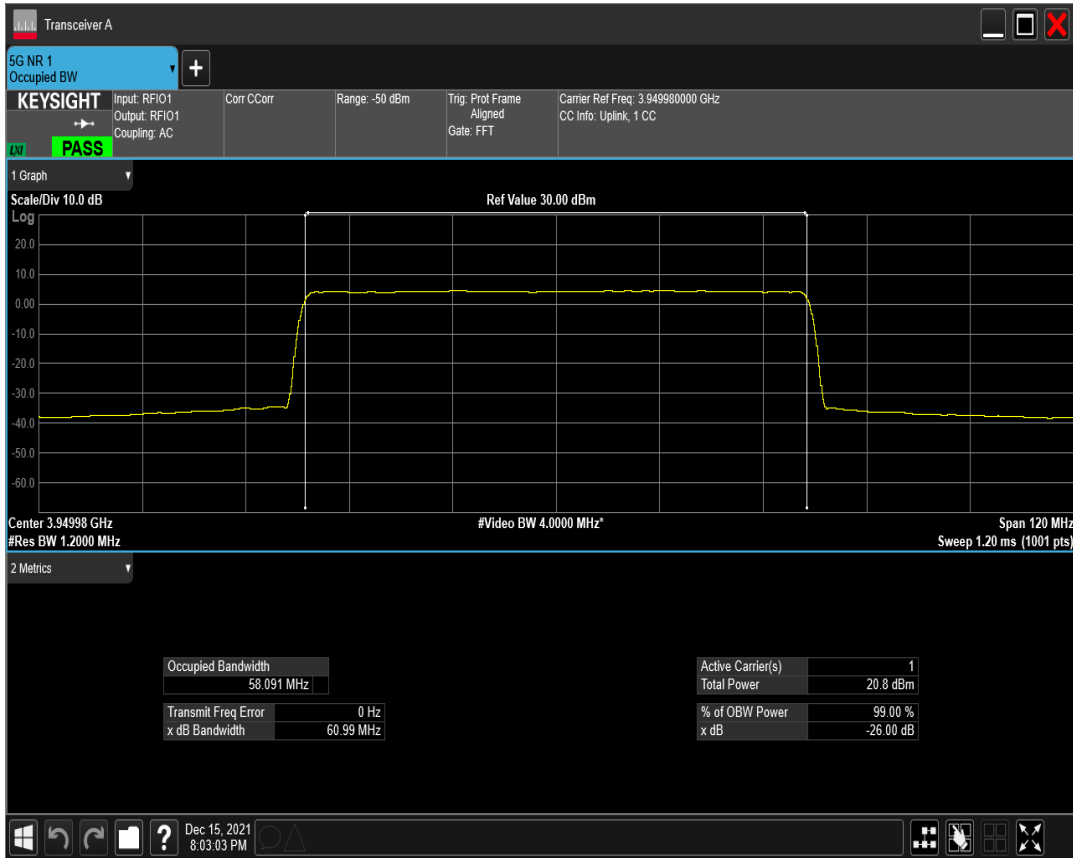 Transceiver A
5G NR 1
Occupied BW
KEYSIGHT
LXI
PASS
Input: RFIO1
Output: RFIO1
Coupling: AC
Corr CCorr
Range: -50 dBm
Trig: Prot Frame
Aligned
Gate: FFT
Carrier Ref Freq: 3.949980000 GHz
CC Info: Uplink, 1 CC
1 Graph
Scale/Div 10.0 dB
Ref Value 30.00 dBm
Log
20.0
10.0
0.00
-10.0
-20.0
-30.0
-40.0
-50.0
-60.0
Center 3.94998 GHz
#Video BW 4.0000 MHz*
Span 120 MHz
#Res BW 1.2000 MHz
Sweep 1.20 ms (1001 pts)
2 Metrics
Occupied Bandwidth
58.091 MHz
Transmit Freq Error 0 Hz
x dB Bandwidth 60.99 MHz
Active Carrier(s) 1
Total Power 20.8 dBm
% of OBW Power 99.00 %
x dB -26.00 dB
?
Dec 15, 2021
8:03:03 PM